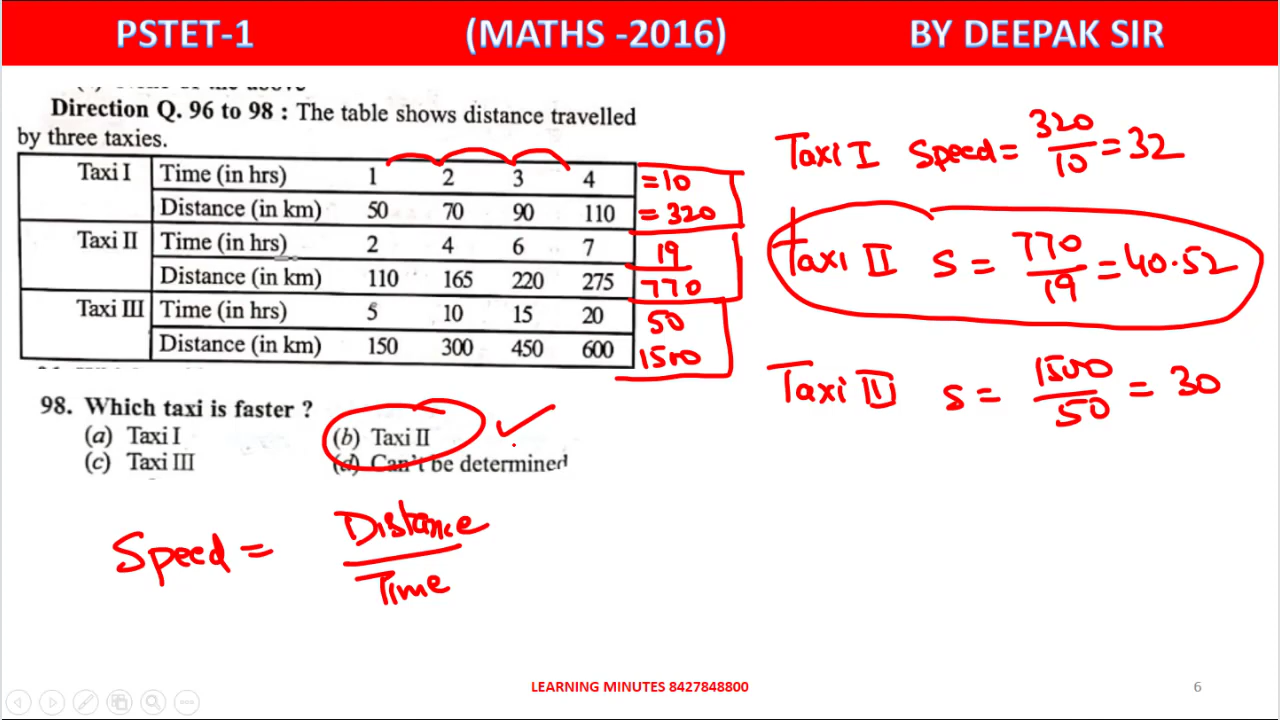 PSTET-1 (MATHS -2016) BY DEEPAK SIR
Direction Q. 96 to 98 : The table shows distance travelled
by three taxies.
Taxi I Time (in hrs) 1 2 3 4 =10
Distance (in km) 50 70 90 110 =320
Taxi II Time (in hrs) 2 4 6 7 19
Distance (in km) 110 165 220 275 770
Taxi III Time (in hrs) 5 10 15 20 50
Distance (in km) 150 300 450 600 1500
98. Which taxi is faster ?
(a) Taxi I (b) Taxi II
(c) Taxi III (d) Can't be determined
Speed = Distance
Time
Taxi I Speed = 320/10 = 32
Taxi II S = 770/19 = 40.52
Taxi III S = 1500/50 = 30
LEARNING MINUTES 8427848800
6